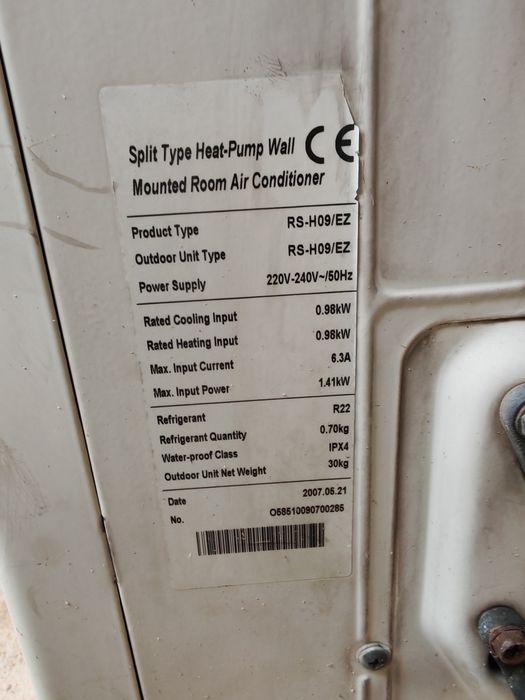 Split Type Heat-Pump Wall CE
Mounted Room Air Conditioner
Product Type RS-H09/EZ
Outdoor Unit Type RS-H09/EZ
Power Supply 220V-240V~/50Hz
Rated Cooling Input 0.98kW
Rated Heating Input 0.98kW
Max. Input Current 6.3A
Max. Input Power 1.41kW
Refrigerant R22
Refrigerant Quantity 0.70kg
Water-proof Class IPX4
Outdoor Unit Net Weight 30kg
Date 2007.05.21
No. O58510090700285